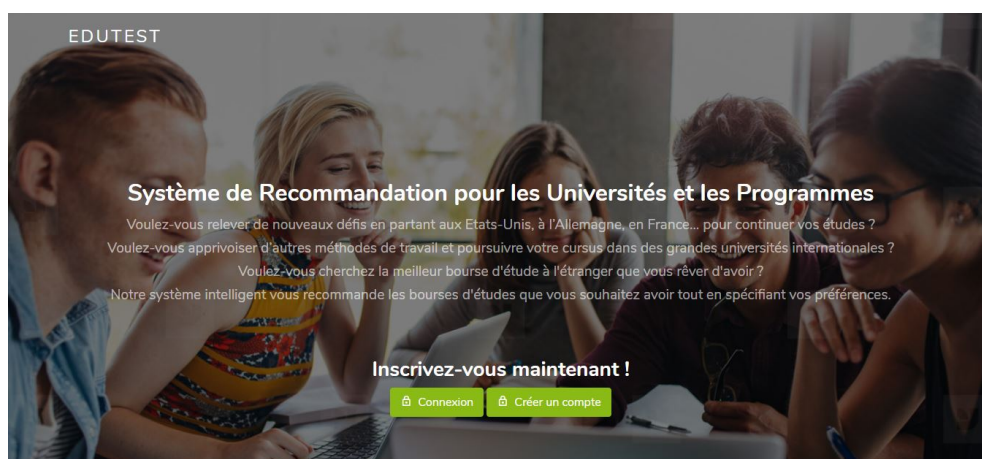 EDUTEST
Système de Recommandation pour les Universités et les Programmes
Voulez-vous relever de nouveaux défis en partant aux Etats-Unis, à l'Allemagne, en France... pour continuer vos études ?
Voulez-vous apprivoiser d'autres méthodes de travail et poursuivre votre cursus dans des grandes universités internationales ?
Voulez-vous cherchez la meilleur bourse d'étude à l'étranger que vous rêver d'avoir ?
Notre système intelligent vous recommande les bourses d'études que vous souhaitez avoir tout en spécifiant vos préférences.
Inscrivez-vous maintenant !
Connexion Créer un compte